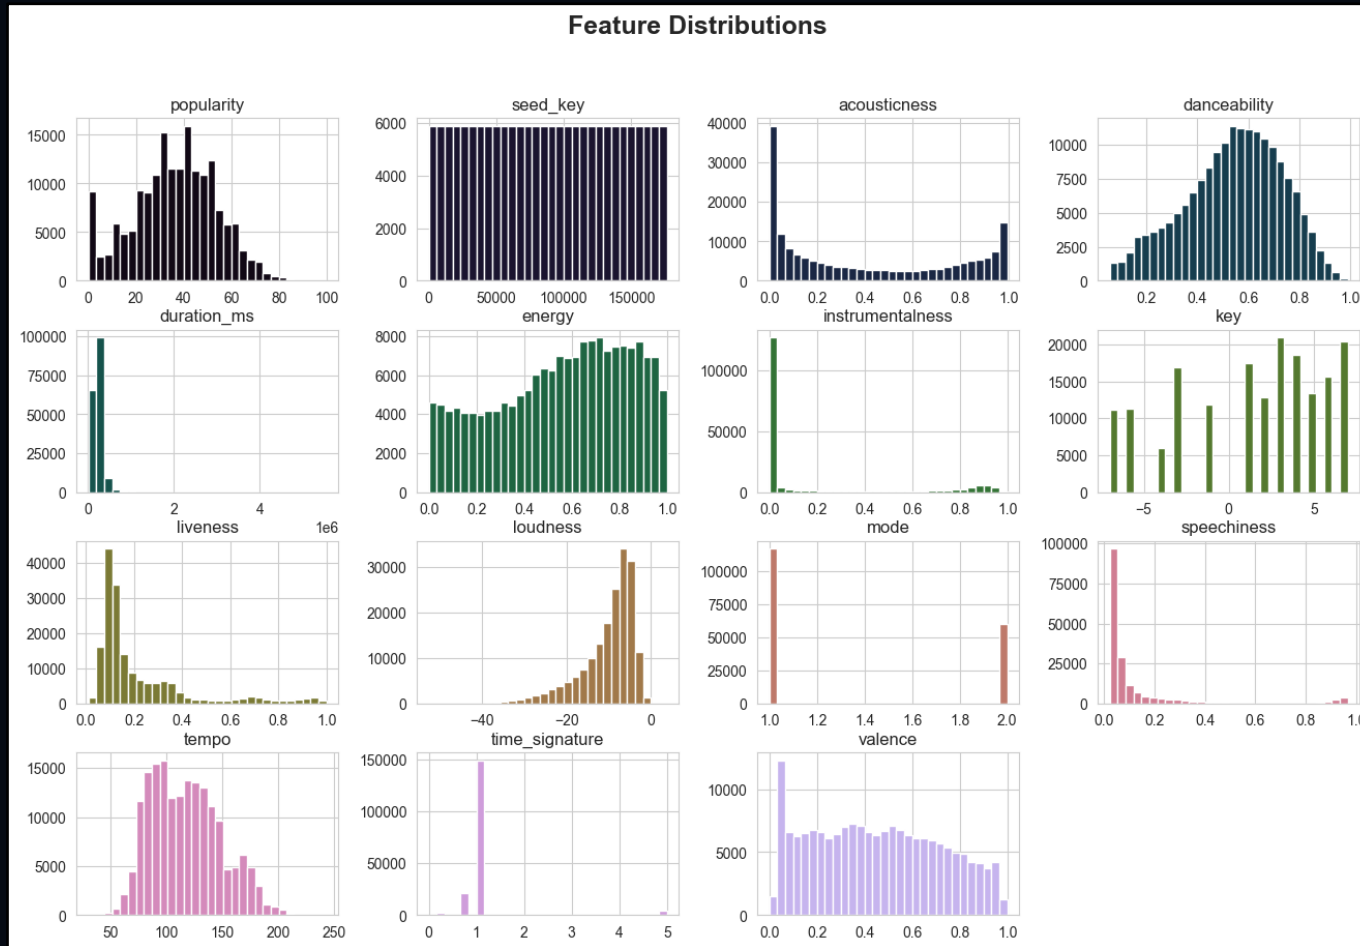 Feature Distributions
popularity
15000
10000
5000
0
0 20 40 60 80 100
seed_key
6000
4000
2000
0
0 50000 100000 150000
acousticness
40000
30000
20000
10000
0
0.0 0.2 0.4 0.6 0.8 1.0
danceability
10000
7500
5000
2500
0
0.2 0.4 0.6 0.8 1.0
duration_ms
100000
75000
50000
25000
0
0 2 4
1e6
energy
8000
6000
4000
2000
0
0.0 0.2 0.4 0.6 0.8 1.0
instrumentalness
100000
50000
0
0.0 0.2 0.4 0.6 0.8 1.0
key
20000
15000
10000
5000
0
−5 0 5
liveness
40000
30000
20000
10000
0
0.0 0.2 0.4 0.6 0.8 1.0
loudness
30000
20000
10000
0
−40 −20 0
mode
100000
75000
50000
25000
0
1.0 1.2 1.4 1.6 1.8 2.0
speechiness
100000
75000
50000
25000
0
0.0 0.2 0.4 0.6 0.8
tempo
15000
10000
5000
0
50 100 150 200 250
time_signature
150000
100000
50000
0
0 1 2 3 4 5
valence
10000
5000
0
0.0 0.2 0.4 0.6 0.8 1.0